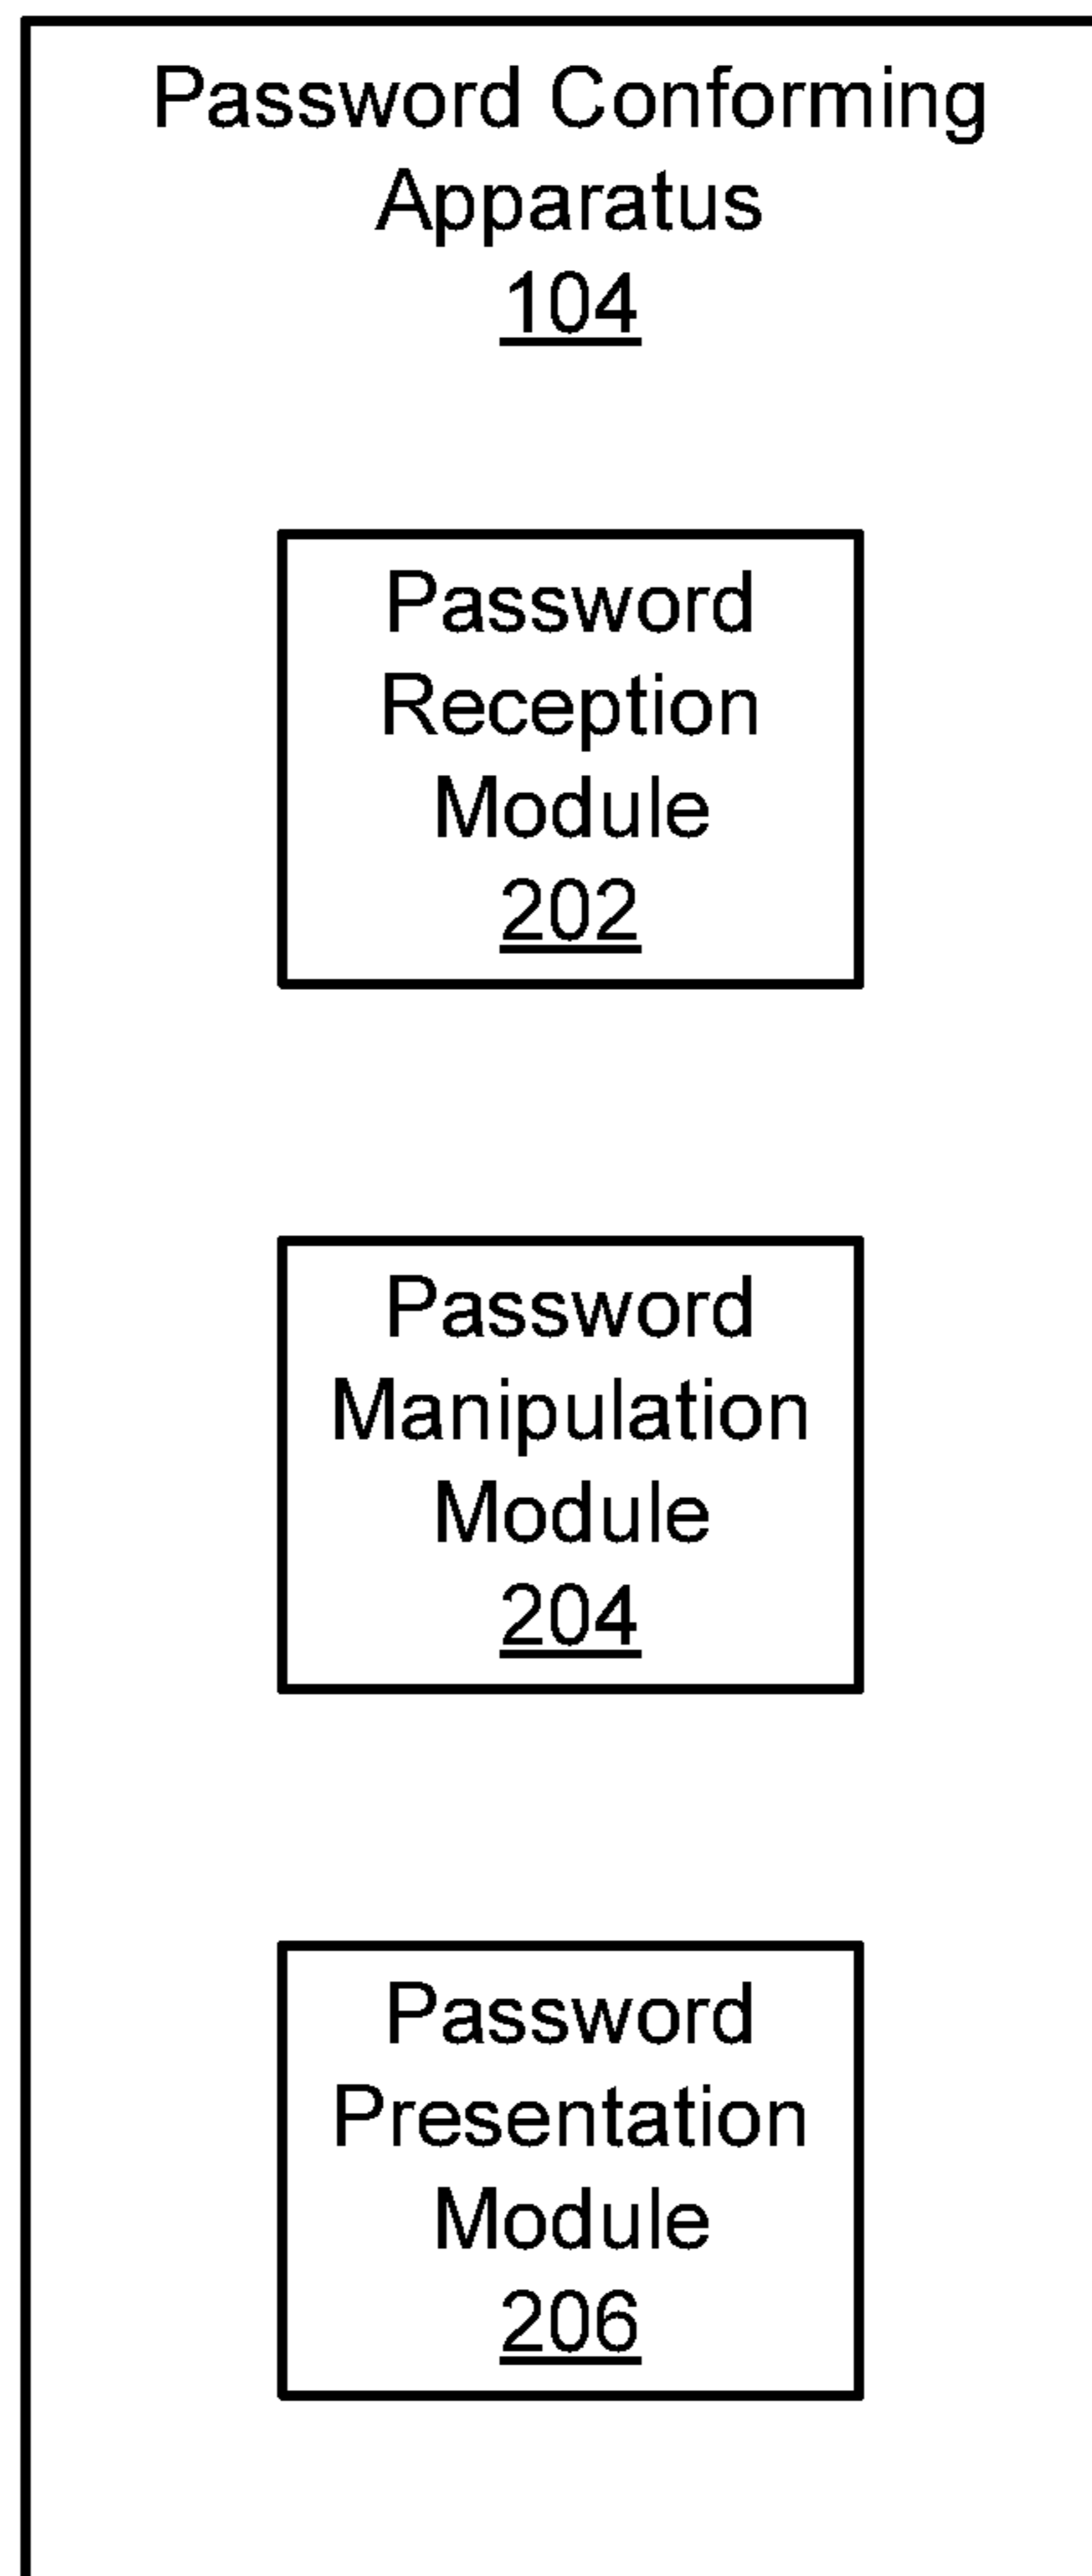 Password Conforming
Apparatus
104
Password
Reception
Module
202
Password
Manipulation
Module
204
Password
Presentation
Module
206